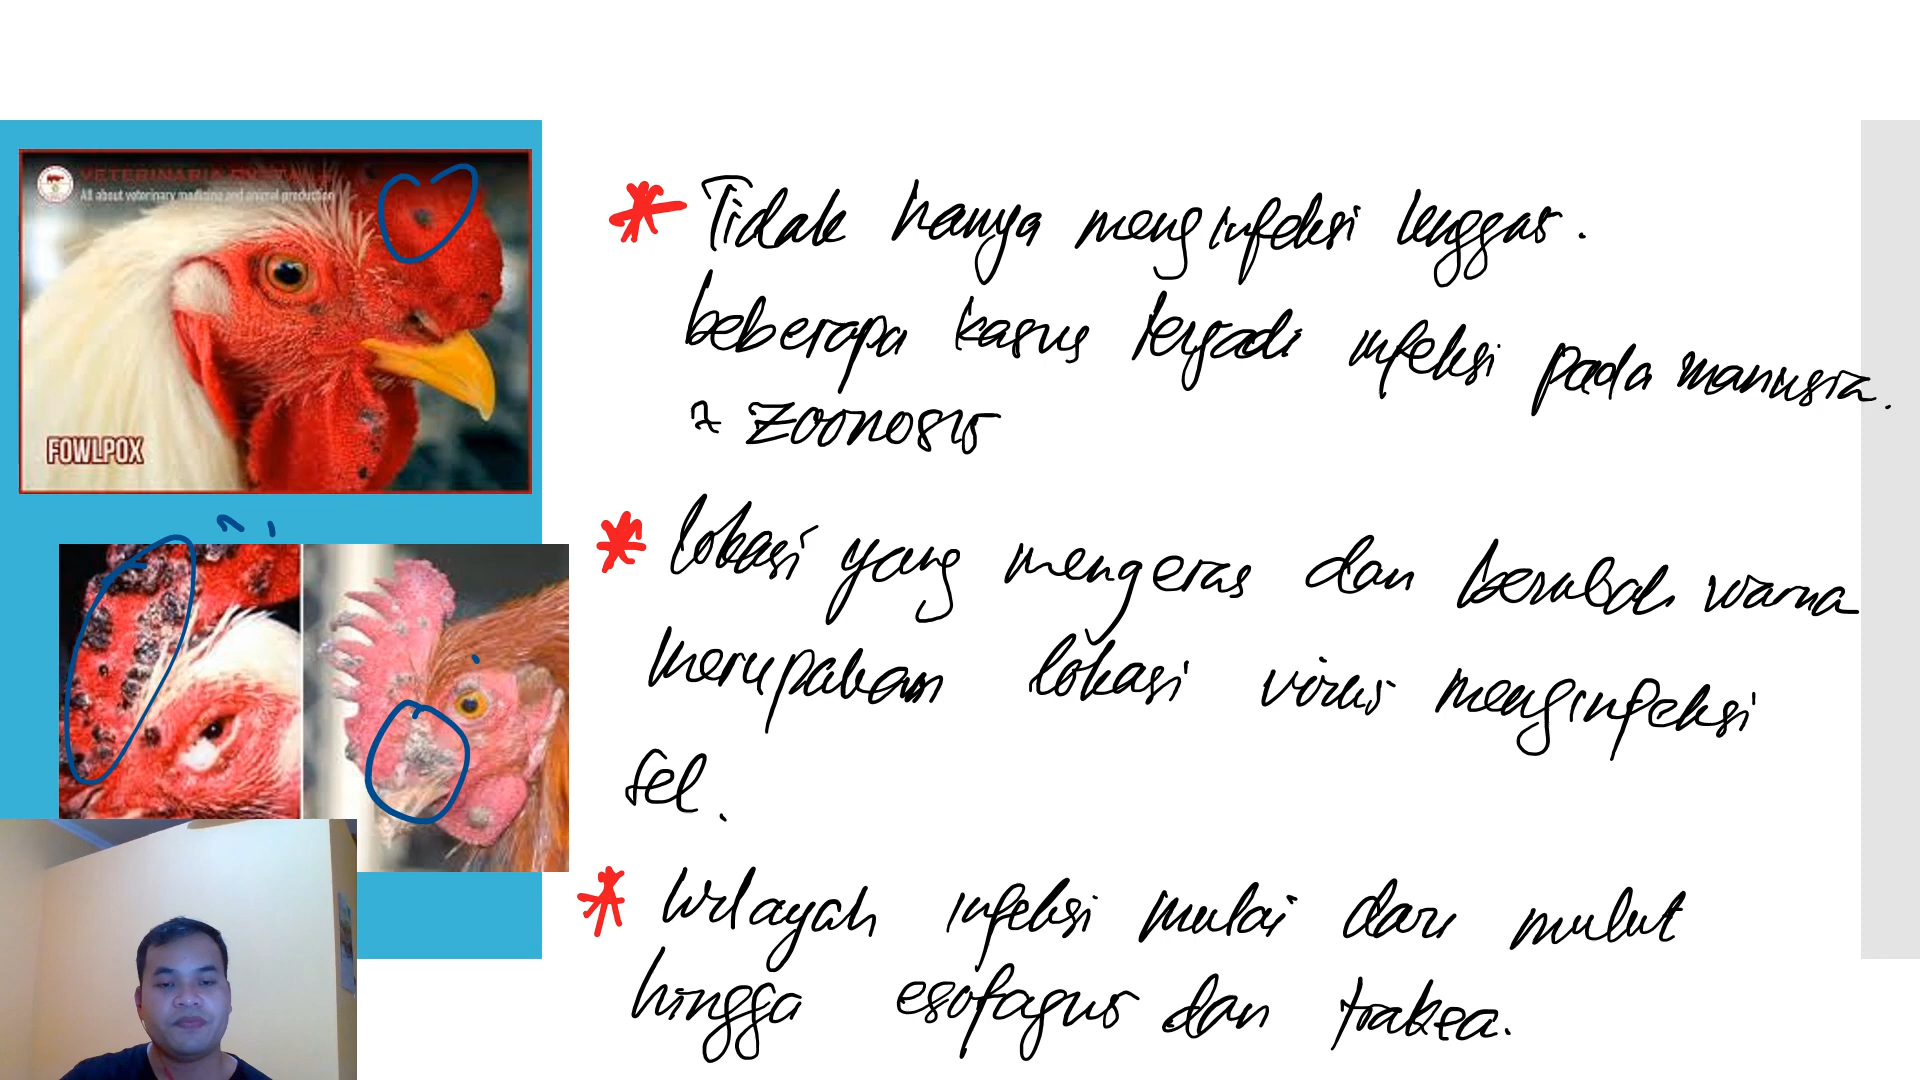 VETERINARIA DIGITAL
All about veterinary medicine and animal production
FOWLPOX
* Tidak hanya menginfeksi unggas.
beberapa kasus terjadi infeksi pada manusia.
zoonosis
* lokasi yang mengeras dan berubah warna
merupakan lokasi virus menginfeksi
sel.
* Wilayah infeksi mulai dari mulut
hingga esofagus dan trakea.